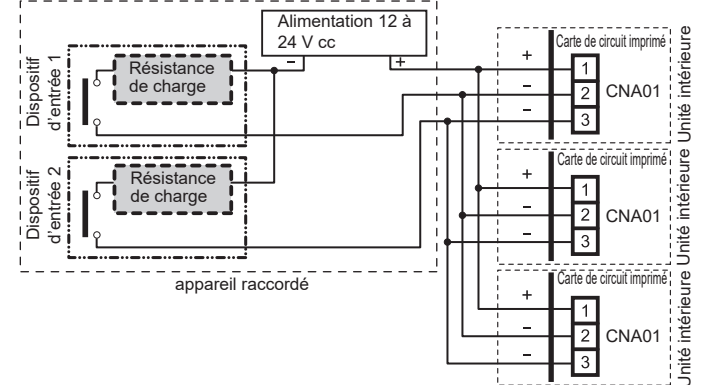 Alimentation 12 à
24 V cc
–
+
Dispositif
d'entrée 1
Résistance
de charge
Dispositif
d'entrée 2
Résistance
de charge
appareil raccordé
Carte de circuit imprimé
+
–
–
1
2
3
CNA01
Unité intérieure
Carte de circuit imprimé
+
–
–
1
2
3
CNA01
Unité intérieure
Carte de circuit imprimé
+
–
–
1
2
3
CNA01
Unité intérieure